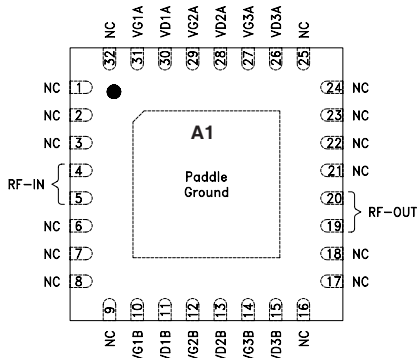 NC VG1A VD1A VG2A VD2A VG3A VD3A NC
32 31 30 29 28 27 26 25
NC 1 24 NC
NC 2 23 NC
NC 3 22 NC
4 21 NC
RF-IN
5 20
RF-OUT
NC 6 19
NC 7 18 NC
NC 8 17 NC
A1
Paddle
Ground
9 10 11 12 13 14 15 16
NC VG1B VD1B VG2B VD2B VG3B VD3B NC